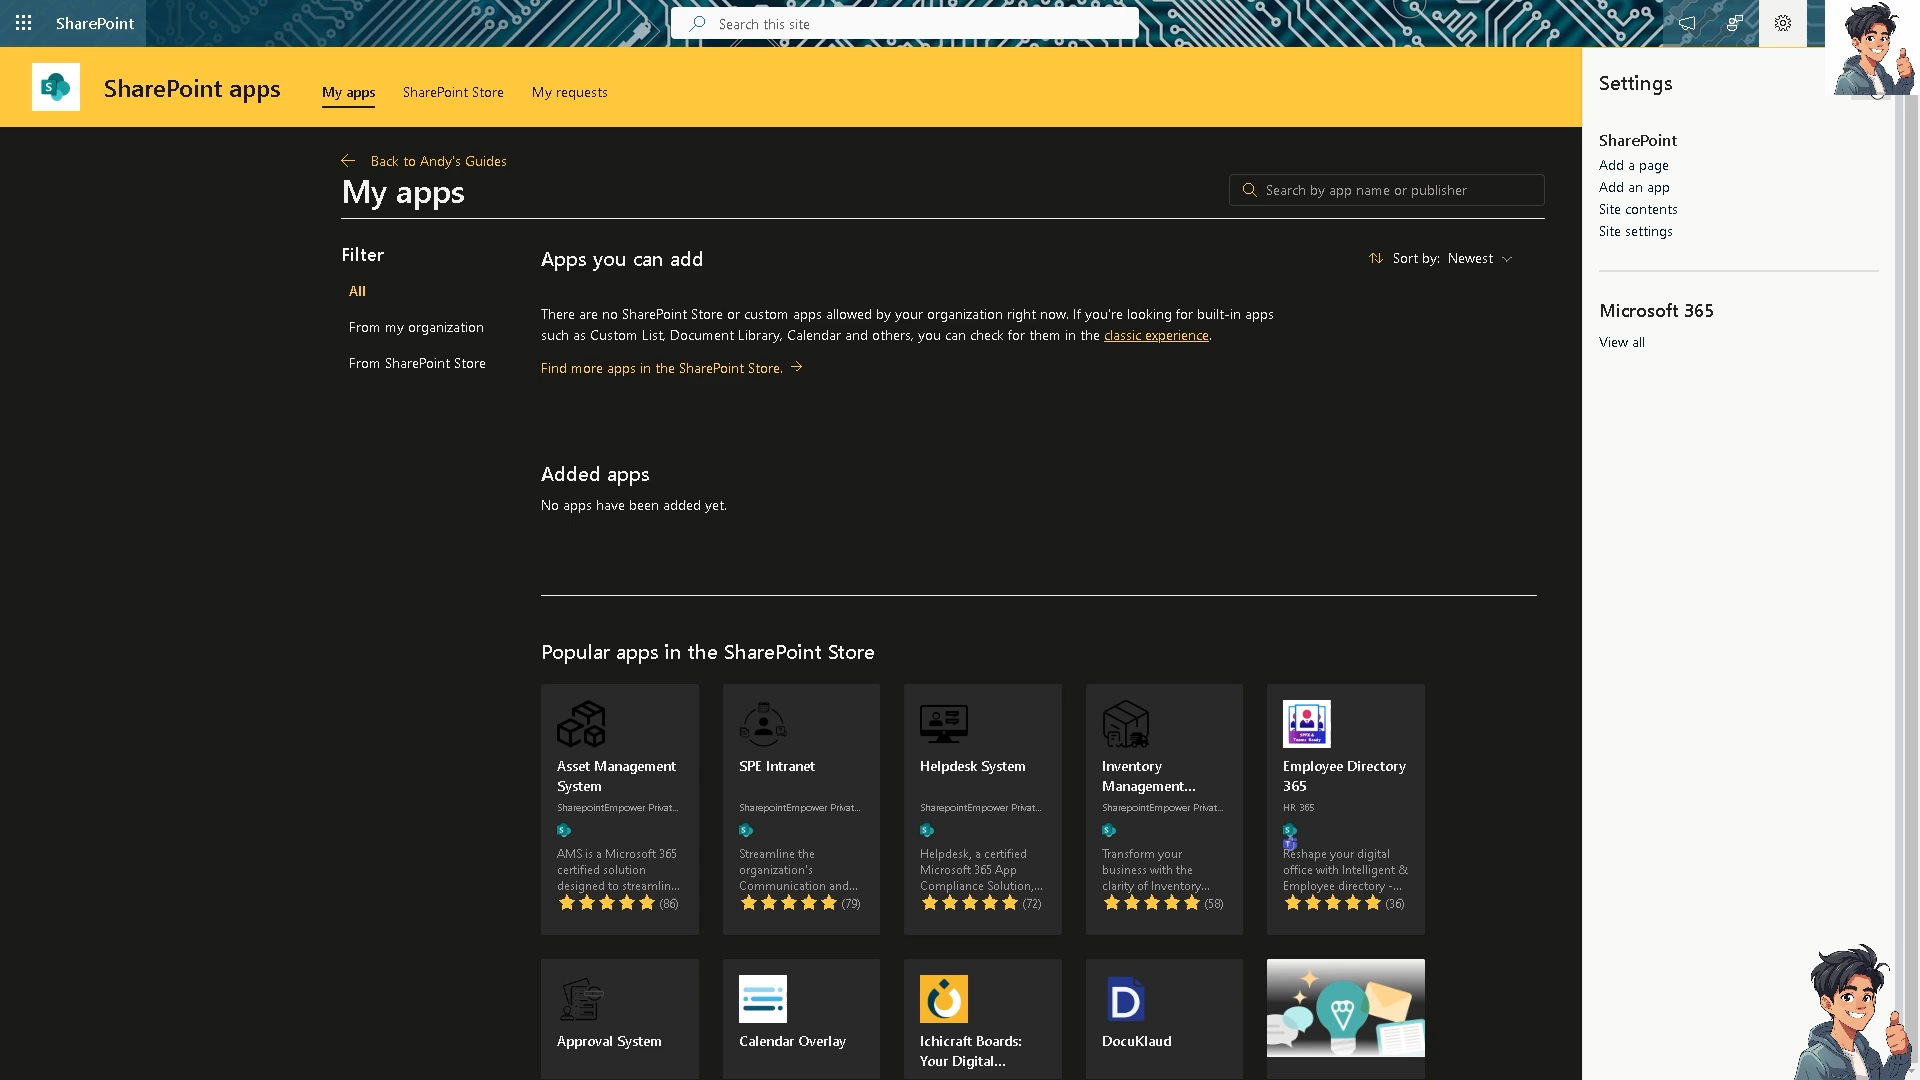 SharePoint
Search this site
SharePoint apps
My apps
SharePoint Store
My requests
Back to Andy's Guides
My apps
Search by app name or publisher
Filter
All
From my organization
From SharePoint Store
Apps you can add
Sort by: Newest
There are no SharePoint Store or custom apps allowed by your organization right now. If you're looking for built-in apps
such as Custom List, Document Library, Calendar and others, you can check for them in the classic experience.
Find more apps in the SharePoint Store.
Added apps
No apps have been added yet.
Popular apps in the SharePoint Store
Asset Management
System
SharepointEmpower Privat...
AMS is a Microsoft 365
certified solution
designed to streamlin...
(86)
SPE Intranet
SharepointEmpower Privat...
Streamline the
organization's
Communication and...
(79)
Helpdesk System
SharepointEmpower Privat...
Helpdesk, a certified
Microsoft 365 App
Compliance Solution,...
(72)
Inventory
Management...
SharepointEmpower Privat...
Transform your
business with the
clarity of Inventory...
(58)
Employee Directory
365
HR 365
Reshape your digital
office with Intelligent &
Employee directory -...
(36)
Approval System
Calendar Overlay
Ichicraft Boards:
Your Digital...
D
DocuKlaud
Settings
SharePoint
Add a page
Add an app
Site contents
Site settings
Microsoft 365
View all